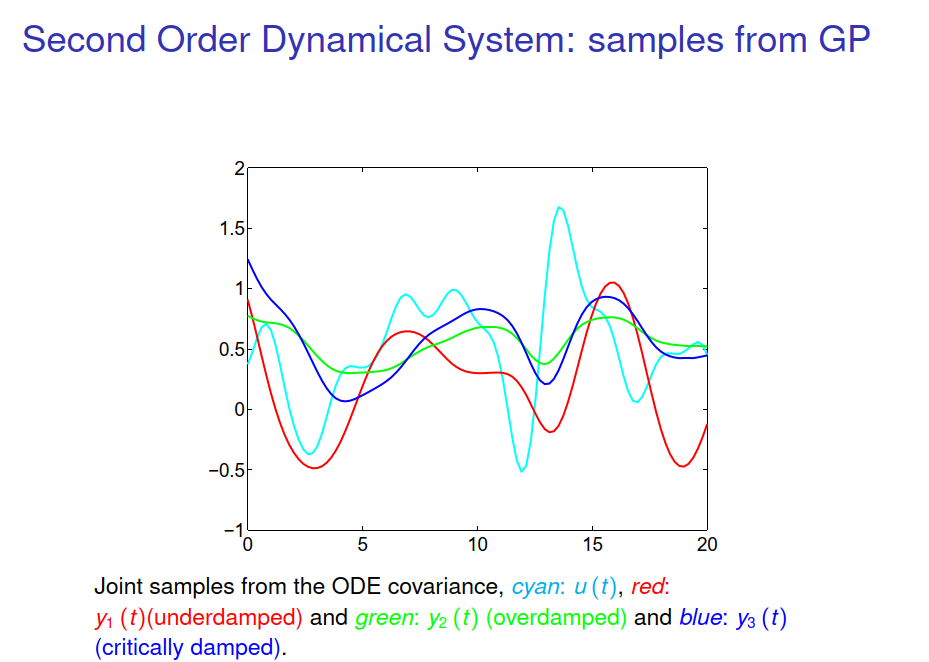 Second Order Dynamical System: samples from GP
2
1.5
1
0.5
0
−0.5
−1
0 5 10 15 20
Joint samples from the ODE covariance, cyan: u (t), red:
y₁ (t)(underdamped) and green: y₂ (t) (overdamped) and blue: y₃ (t)
(critically damped).